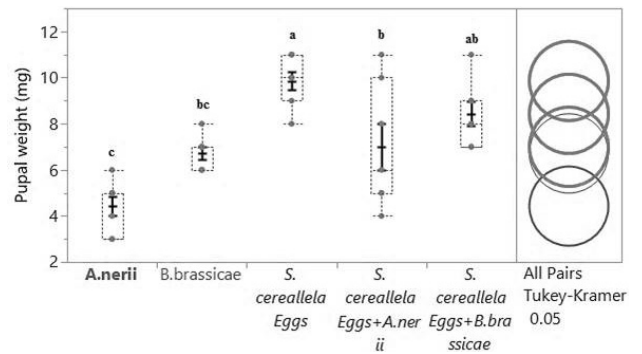 Pupal weight (mg)
12
10
8
6
4
2
c
bc
a
b
ab
A.nerii
B.brassicae
S.
cereallela
Eggs
S.
cereallela
Eggs+A.ner
ii
S.
cereallela
Eggs+B.bra
ssicae
All Pairs
Tukey-Kramer
0.05